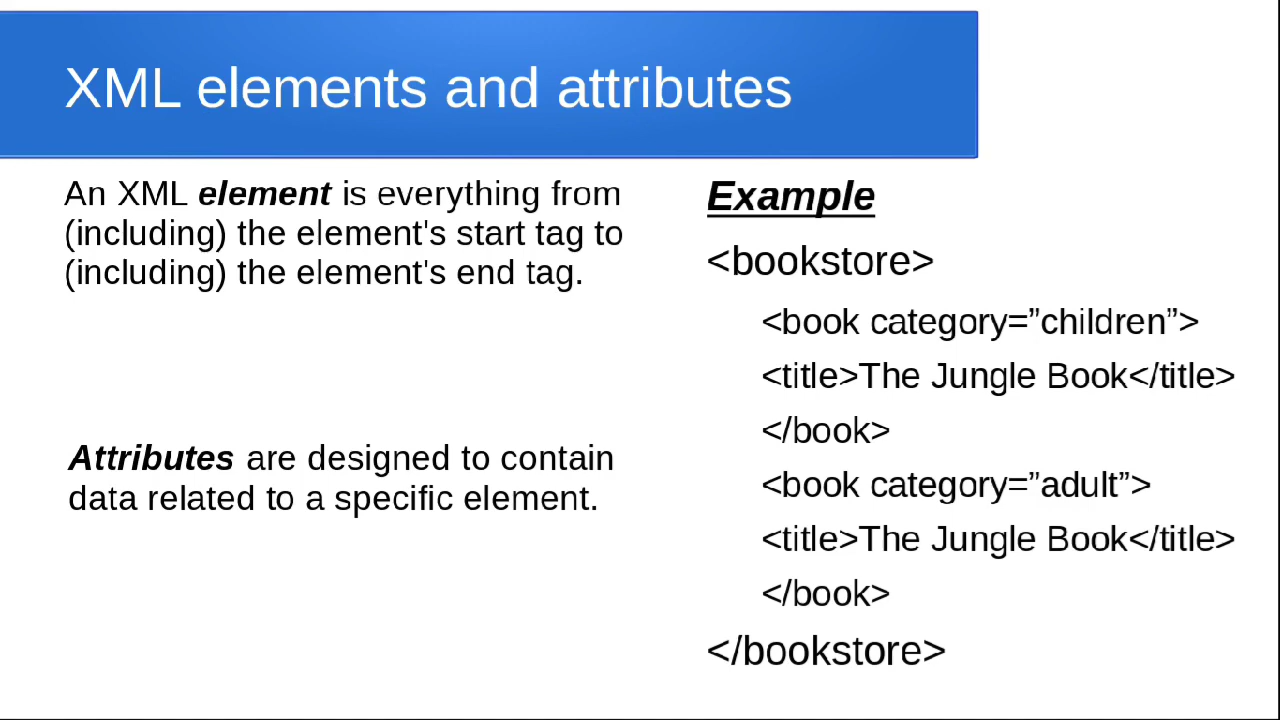 XML elements and attributes
An XML element is everything from
(including) the element's start tag to
(including) the element's end tag.
Attributes are designed to contain
data related to a specific element.
Example
<bookstore>
<book category=”children”>
<title>The Jungle Book</title>
</book>
<book category=”adult”>
<title>The Jungle Book</title>
</book>
</bookstore>